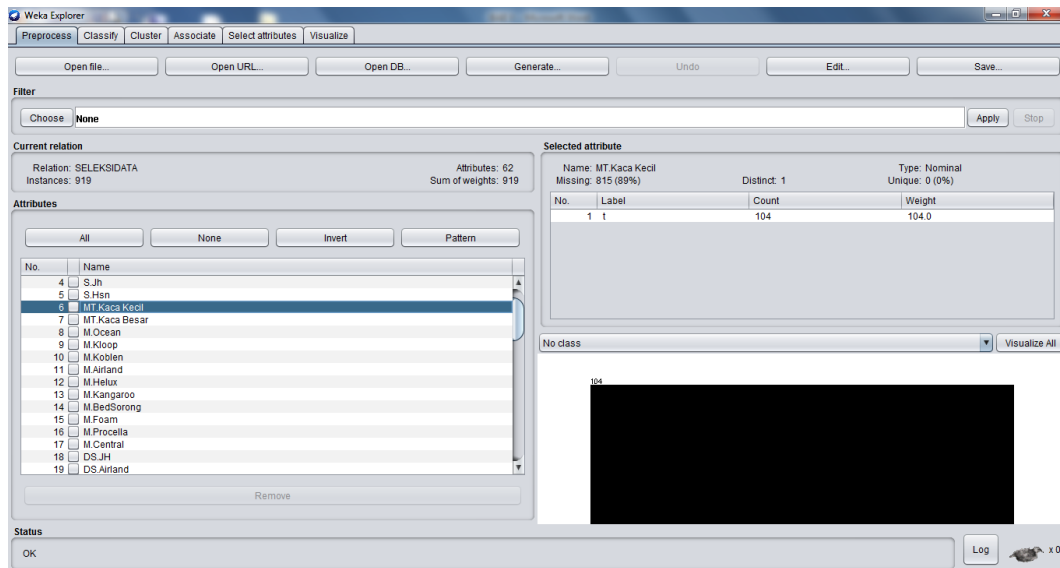 Weka Explorer
Preprocess Classify Cluster Associate Select attributes Visualize
Open file... Open URL... Open DB... Generate... Undo Edit... Save...
Filter
Choose None Apply Stop
Current relation
Relation: SELEKSIDATA Attributes: 62
Instances: 919 Sum of weights: 919
Attributes
All None Invert Pattern
No. Name
4 S.Jh
5 S.Hsn
6 MT.Kaca Kecil
7 MT.Kaca Besar
8 M.Ocean
9 M.Kloop
10 M.Koblen
11 M.Airland
12 M.Helux
13 M.Kangaroo
14 M.BedSorong
15 M.Foam
16 M.Procella
17 M.Central
18 DS.JH
19 DS.Airland
Remove
Selected attribute
Name: MT.Kaca Kecil Type: Nominal
Missing: 815 (89%) Distinct: 1 Unique: 0 (0%)
No. Label Count Weight
1 t 104 104.0
No class Visualize All
104
Status
OK Log x 0